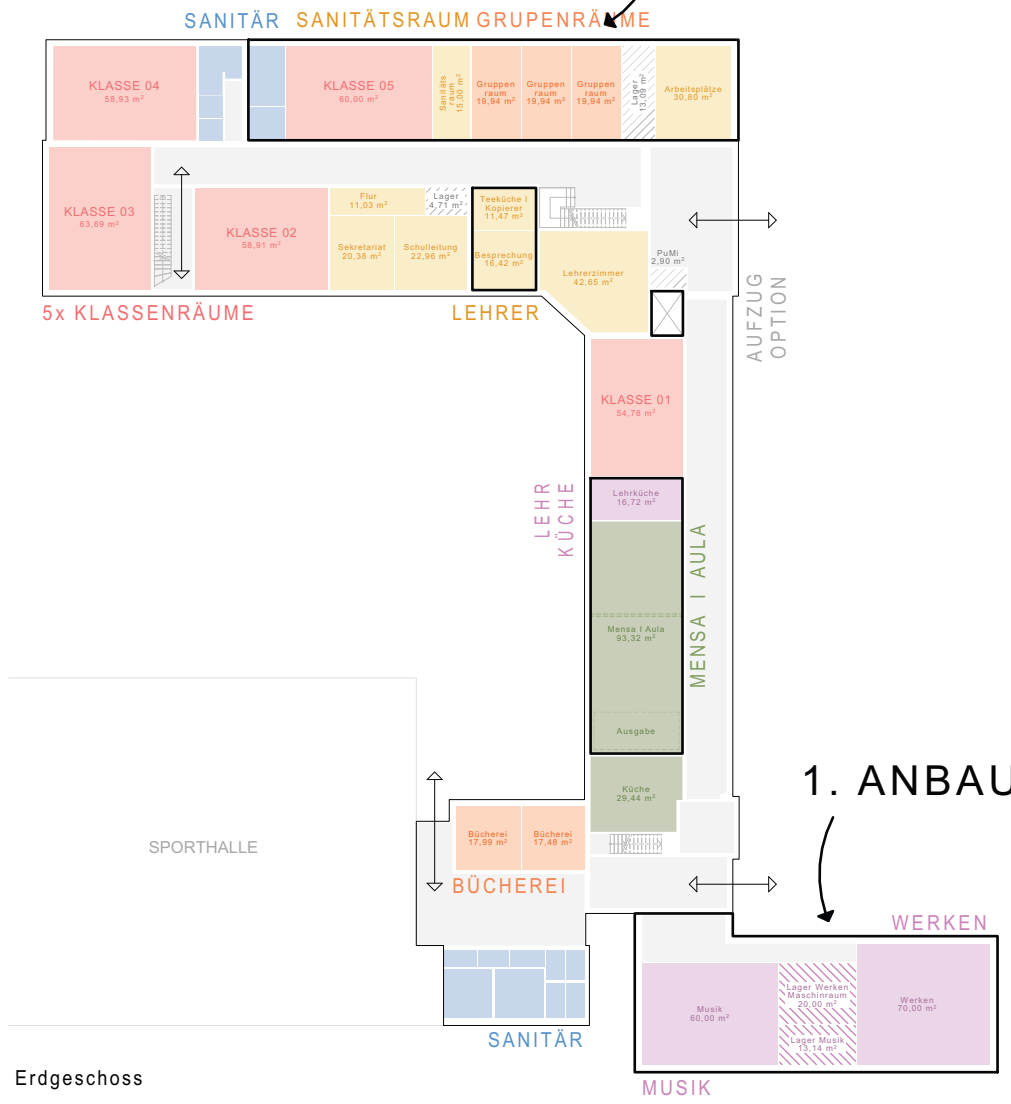 SANITÄR SANITÄTSRAUM GRUPENRÄUME
KLASSE 04
58,93 m²
KLASSE 05
60,00 m²
Sanitäts
raum
15,00 m²
Gruppen
raum
19,94 m²
Gruppen
raum
19,94 m²
Gruppen
raum
19,94 m²
Lager
13,09 m²
Arbeitsplätze
30,80 m²
KLASSE 03
63,69 m²
KLASSE 02
58,91 m²
Flur
11,03 m²
Lager
4,71 m²
Teeküche I
Kopierer
11,47 m²
Sekretariat
20,38 m²
Schulleitung
22,96 m²
Besprechung
16,42 m²
Lehrerzimmer
42,65 m²
PuMi
2,90 m²
5x KLASSENRÄUME
LEHRER
AUFZUG
OPTION
KLASSE 01
54,78 m²
LEHR
KÜCHE
Lehrküche
16,72 m²
Mensa I Aula
93,32 m²
MENSA I AULA
Ausgabe
Küche
29,44 m²
1. ANBAU
Bücherei
17,99 m²
Bücherei
17,48 m²
SPORTHALLE
BÜCHEREI
WERKEN
Musik
60,00 m²
Lager Werken
Maschinraum
20,00 m²
Lager Musik
13,14 m²
Werken
70,00 m²
SANITÄR
MUSIK
Erdgeschoss